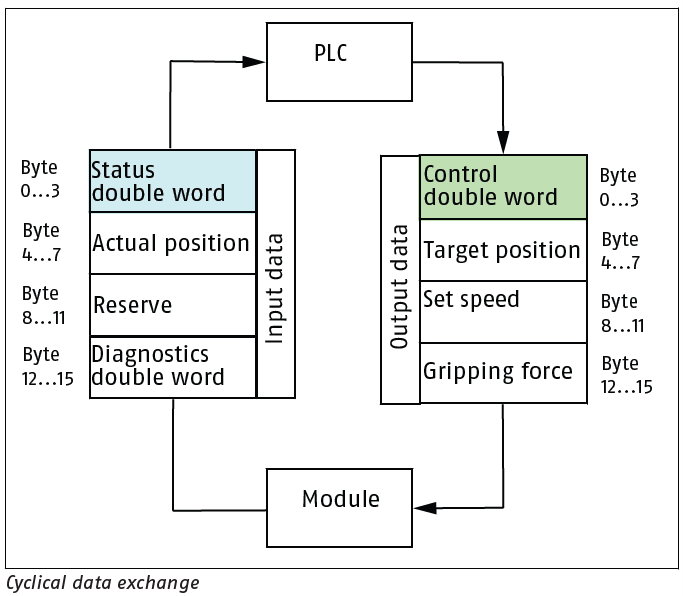 PLC
Byte
0...3
Status
double word
Byte
4...7
Actual position
Byte
8...11
Reserve
Byte
12...15
Diagnostics
double word
Input data
Output data
Control
double word
Byte
0...3
Target position
Byte
4...7
Set speed
Byte
8...11
Gripping force
Byte
12...15
Module
Cyclical data exchange